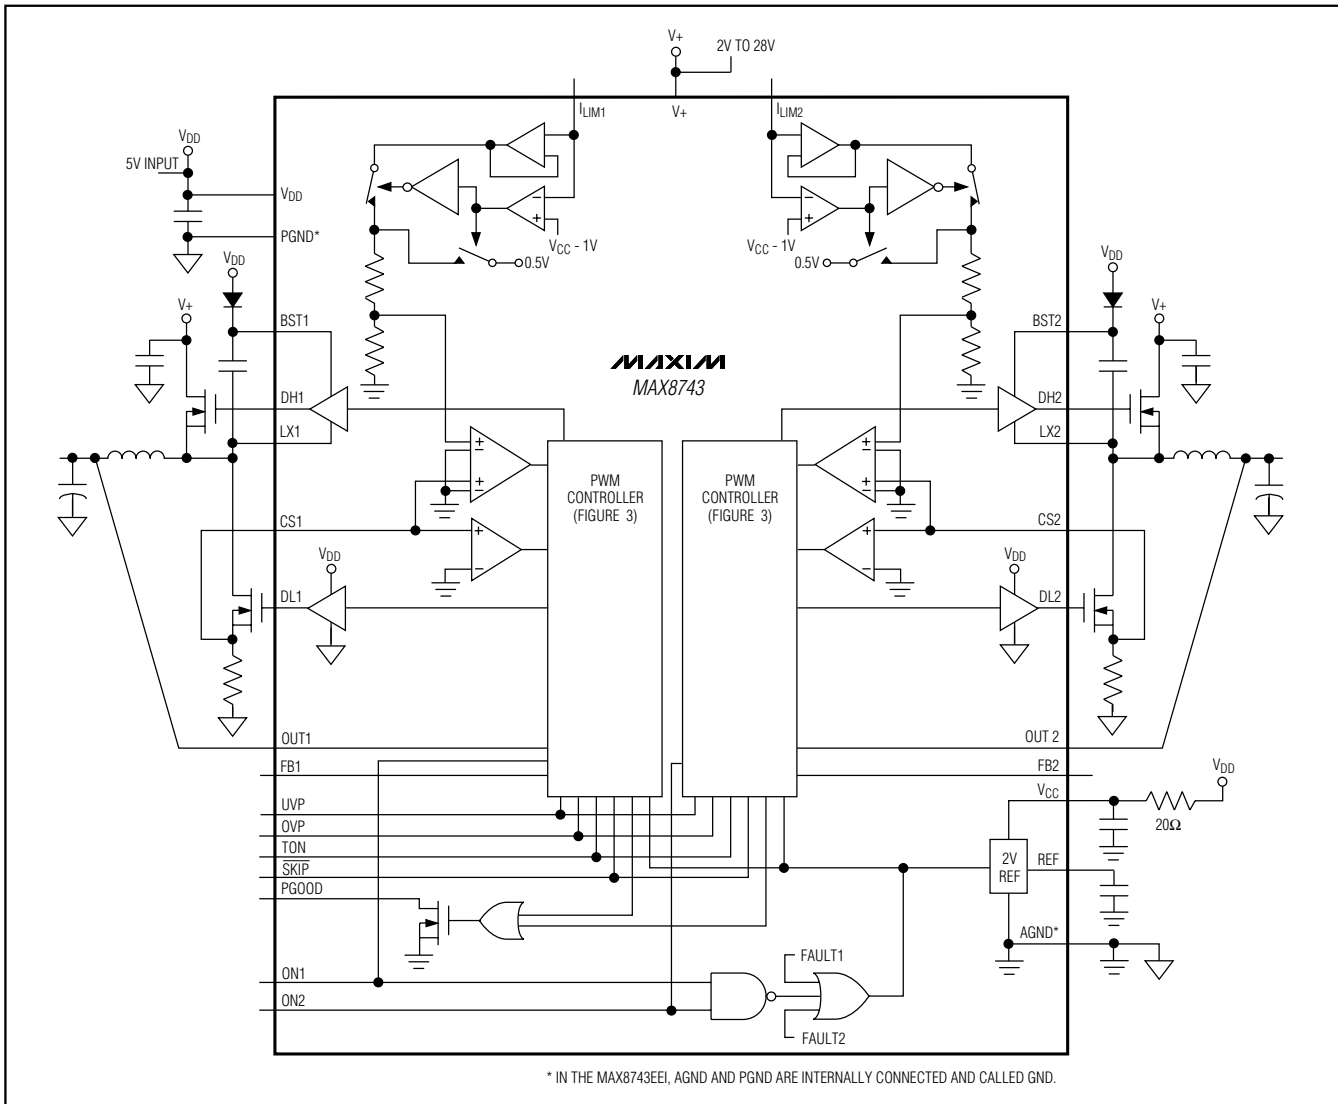 V+
2V TO 28V
ILIM1
V+
ILIM2
VDD
5V INPUT
VDD
PGND*
VCC - 1V
VCC - 1V
0.5V
0.5V
VDD
VDD
V+
V+
BST1
BST2
MAXIM
MAX8743
DH1
DH2
LX1
LX2
+
−
+
−
+
−
+
−
PWM
CONTROLLER
(FIGURE 3)
PWM
CONTROLLER
(FIGURE 3)
+
−
+
−
+
−
+
−
CS1
CS2
+
−
+
−
VDD
VDD
DL1
DL2
OUT1
OUT 2
FB1
FB2
VDD
VCC
20Ω
UVP
OVP
TON
SKIP
PGOOD
2V
REF
REF
AGND*
FAULT1
ON1
ON2
FAULT2
* IN THE MAX8743EEI, AGND AND PGND ARE INTERNALLY CONNECTED AND CALLED GND.